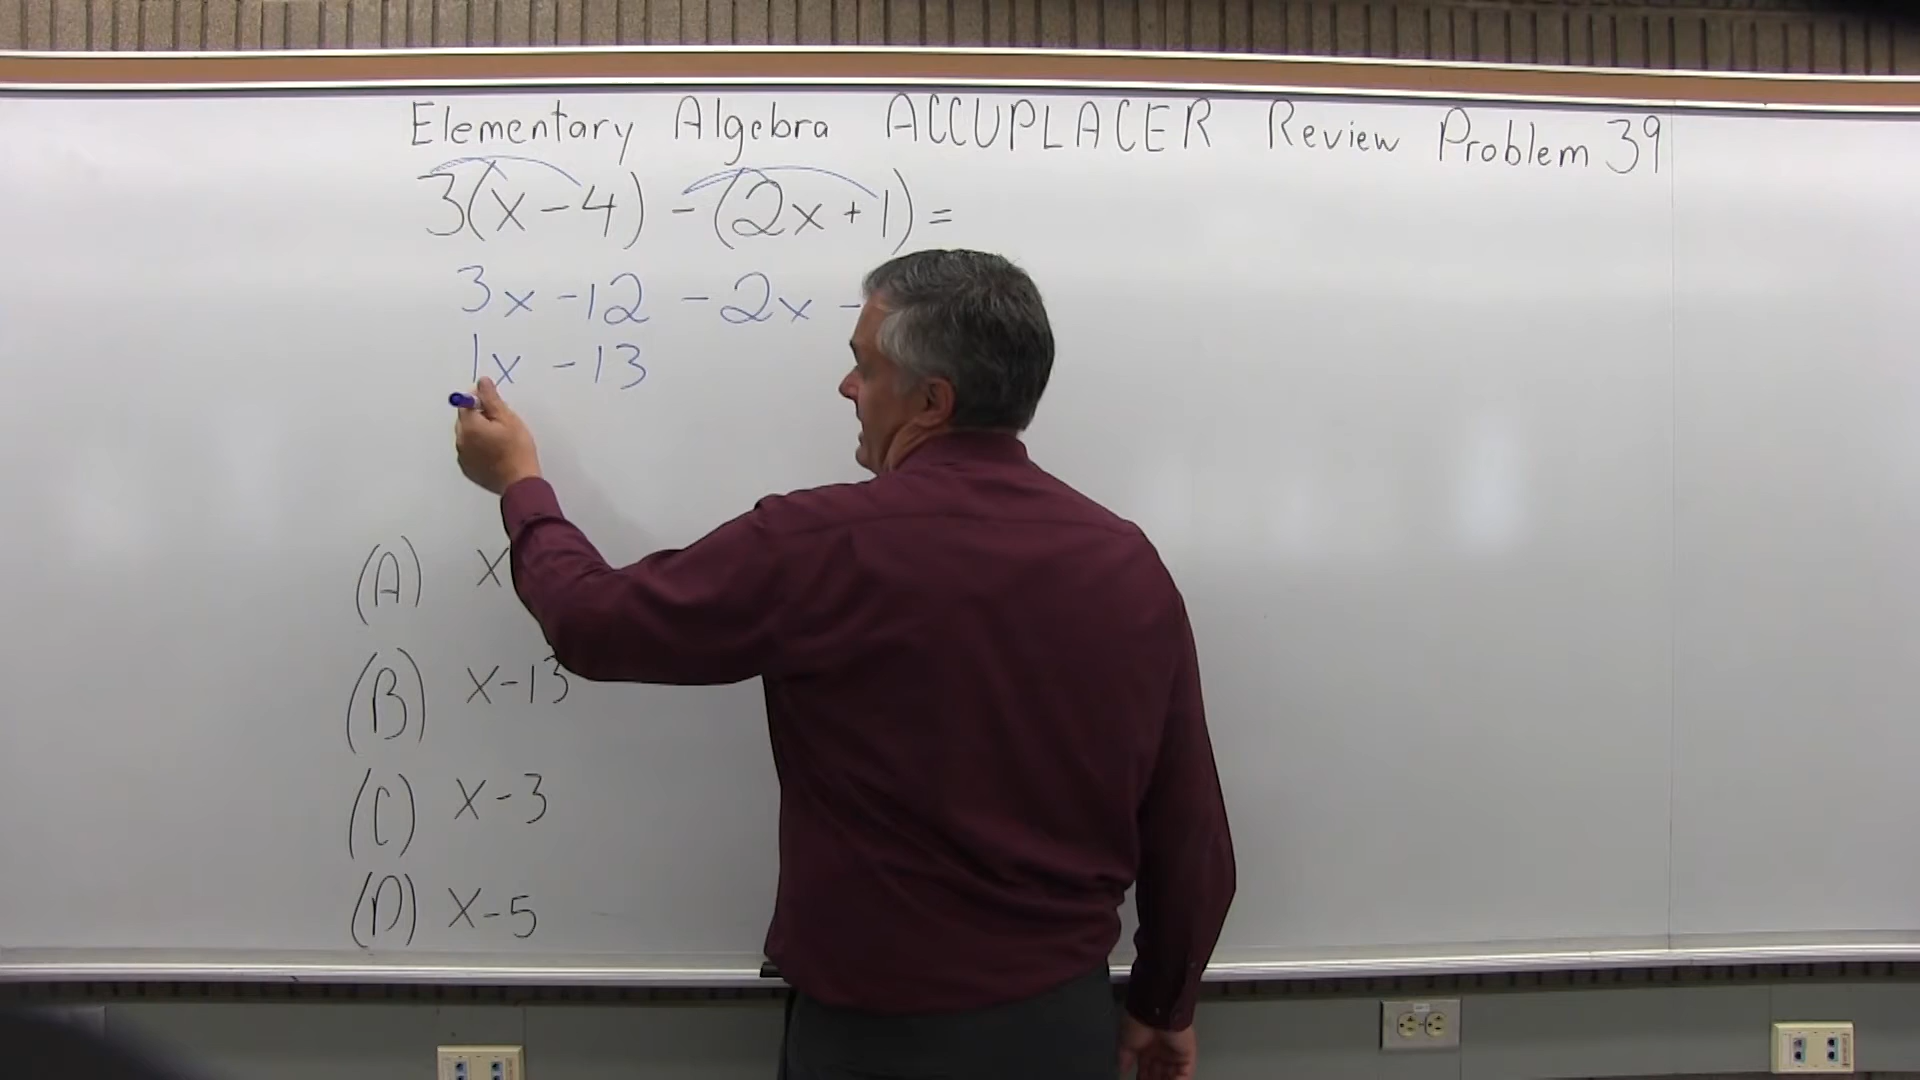 Elementary Algebra ACCUPLACER Review Problem 39
3(x-4) -(2x+1)=
3x -12 -2x -
1x -13
(A) x
(B) x-13
(C) x-3
(D) x-5